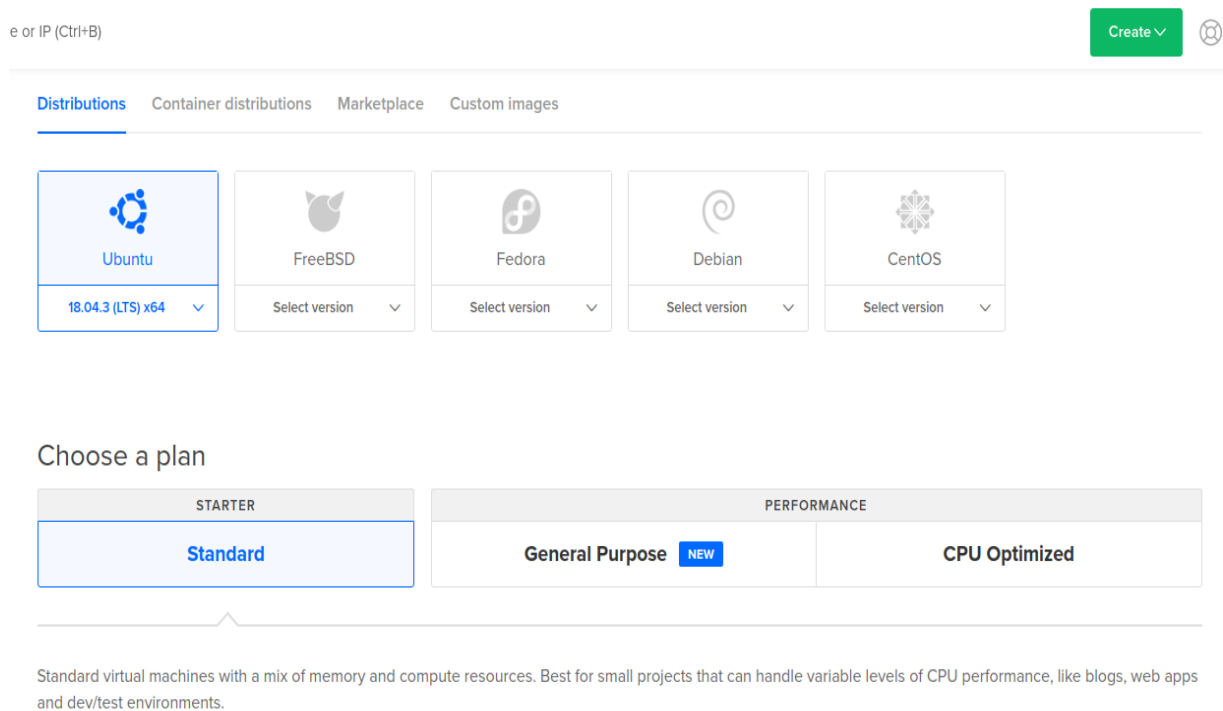 e or IP (Ctrl+B)
Create
Distributions Container distributions Marketplace Custom images
Ubuntu FreeBSD Fedora Debian CentOS
18.04.3 (LTS) x64 Select version Select version Select version Select version
Choose a plan
STARTER PERFORMANCE
Standard General Purpose NEW CPU Optimized
Standard virtual machines with a mix of memory and compute resources. Best for small projects that can handle variable levels of CPU performance, like blogs, web apps
and dev/test environments.